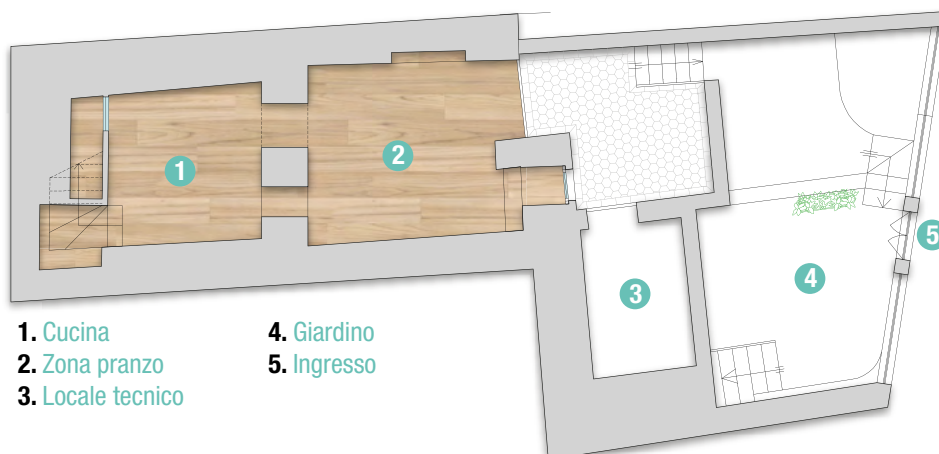 1
2
3
4
5
1. Cucina
2. Zona pranzo
3. Locale tecnico
4. Giardino
5. Ingresso